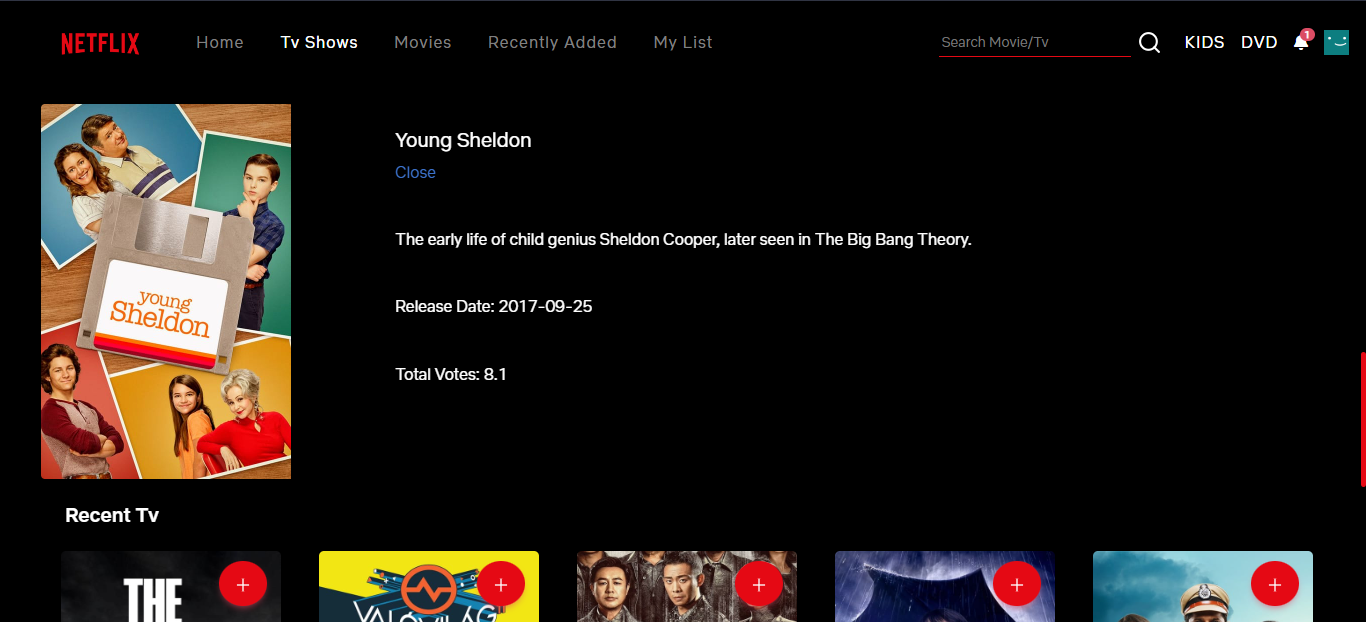 NETFLIX
Home
Tv Shows
Movies
Recently Added
My List
Search Movie/Tv
KIDS
DVD
1
young
Sheldon
Young Sheldon
Close
The early life of child genius Sheldon Cooper, later seen in The Big Bang Theory.
Release Date: 2017-09-25
Total Votes: 8.1
Recent Tv
THE
+
+
+
+
+